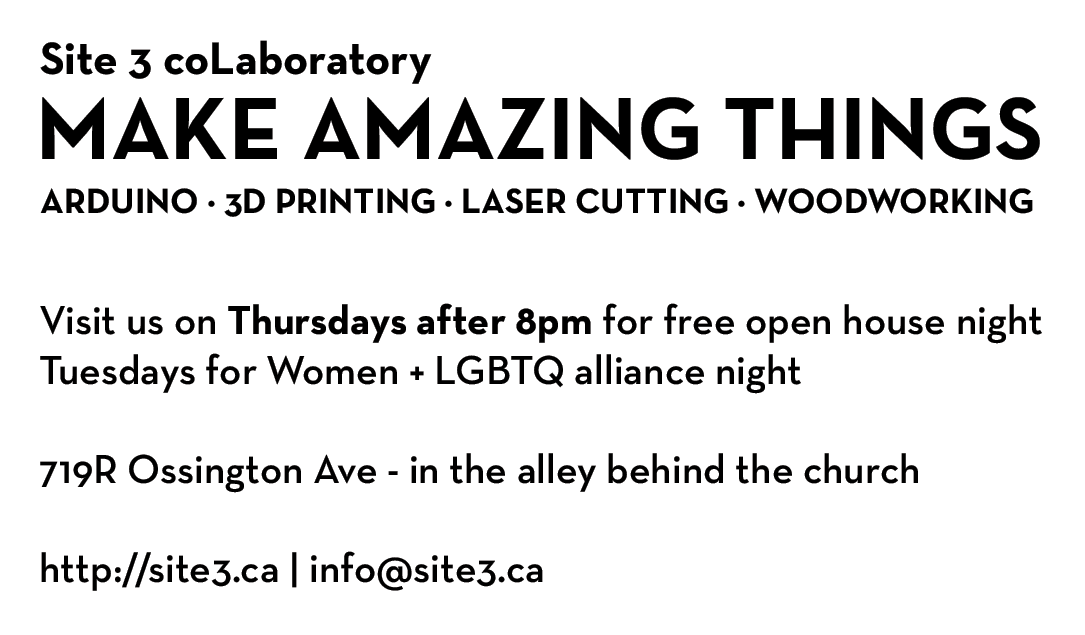 Site 3 coLaboratory
MAKE AMAZING THINGS
ARDUINO · 3D PRINTING · LASER CUTTING · WOODWORKING
Visit us on Thursdays after 8pm for free open house night
Tuesdays for Women + LGBTQ alliance night
719R Ossington Ave - in the alley behind the church
http://site3.ca | info@site3.ca